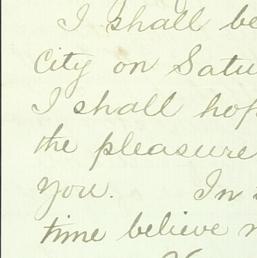 I shall be
City on Satu
I shall hop
the pleasure
you. In
time believe